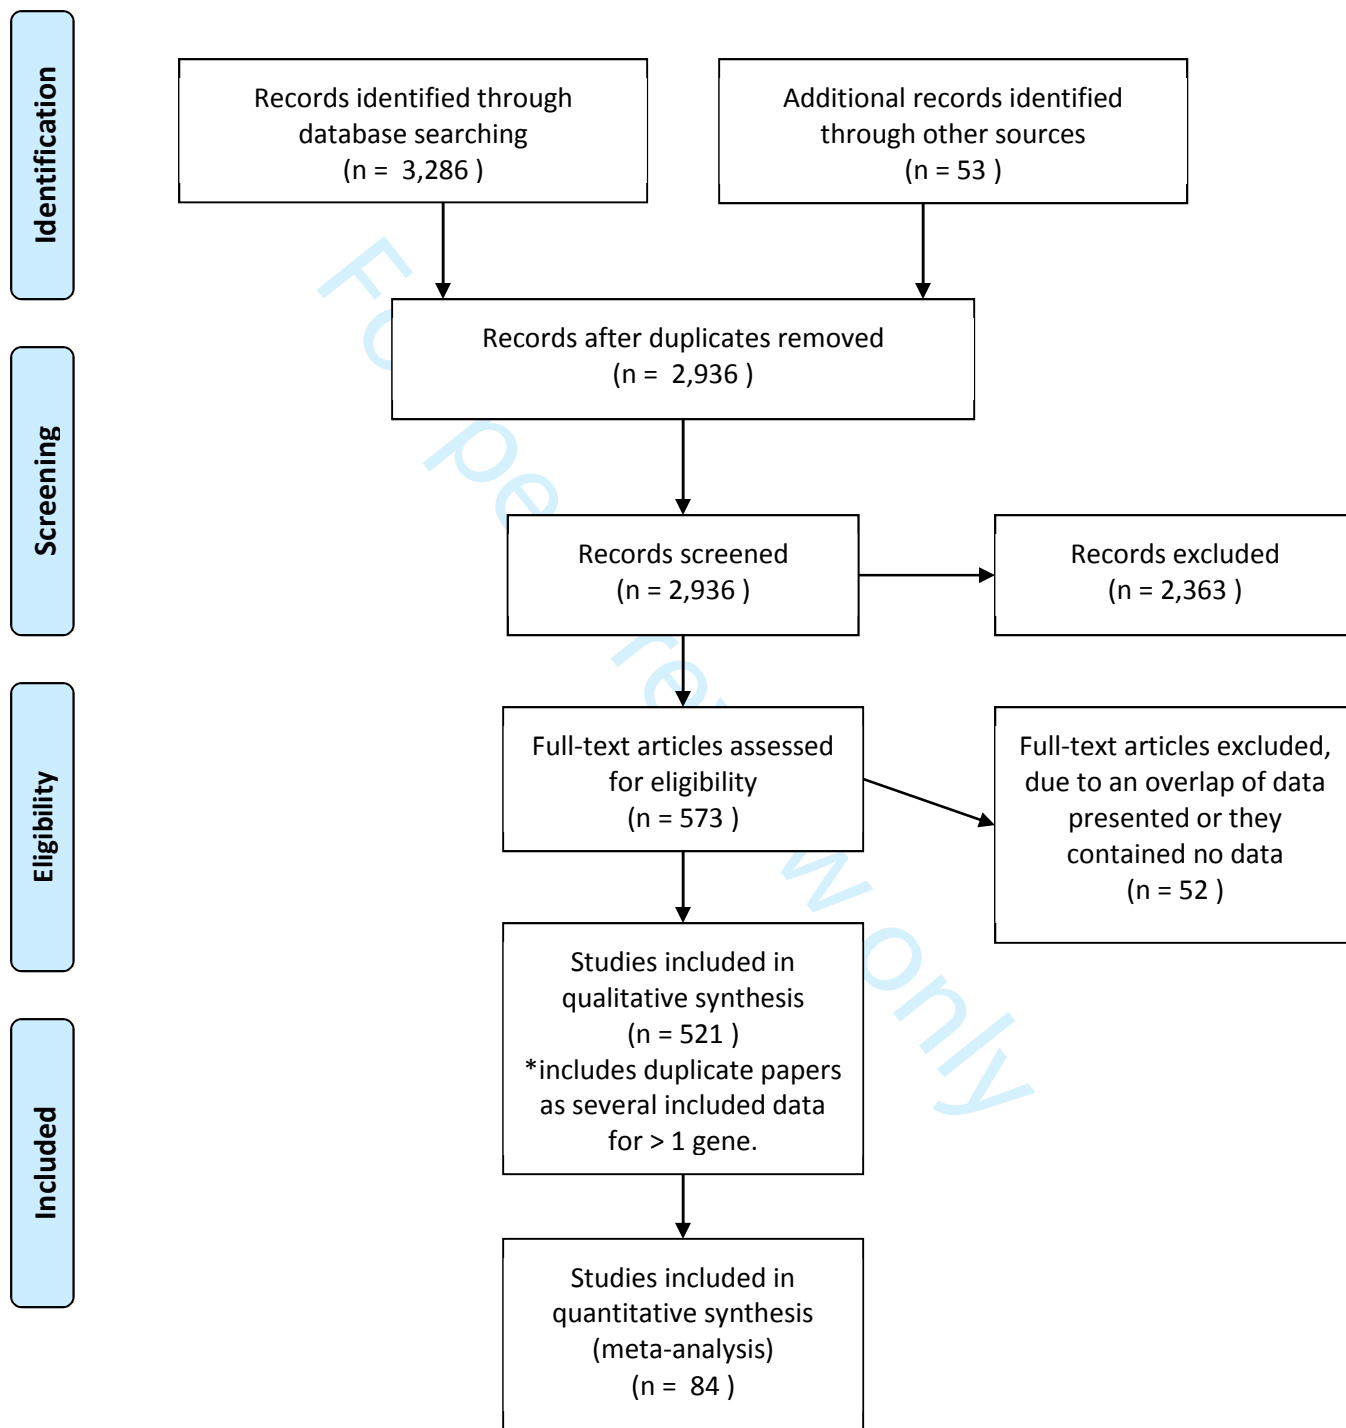 Identification
Records identified through
database searching
(n =  3,286 )
Additional records identified
through other sources
(n = 53 )
Records after duplicates removed
(n =  2,936 )
Screening
Records screened
(n = 2,936 )
Records excluded
(n = 2,363 )
Eligibility
Full-text articles assessed
for eligibility
(n = 573 )
Full-text articles excluded,
due to an overlap of data
presented or they
contained no data
(n = 52 )
Studies included in
qualitative synthesis
(n = 521 )
*includes duplicate papers
as several included data
for > 1 gene.
Included
Studies included in
quantitative synthesis
(meta-analysis)
(n =  84 )
For peer review only